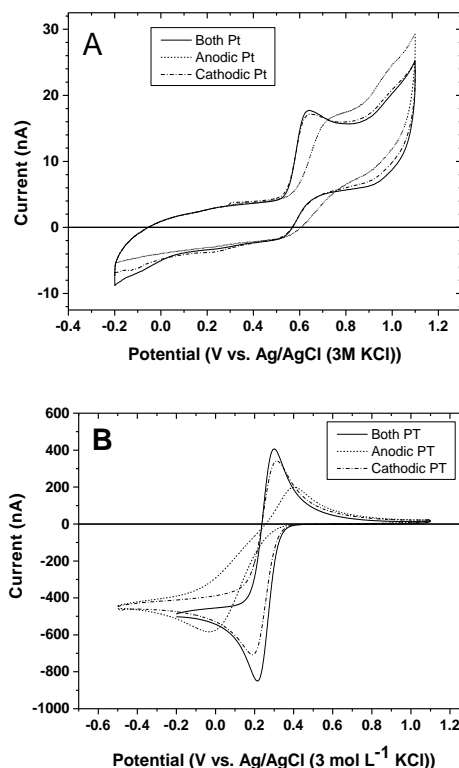 A
Both Pt
Anodic Pt
Cathodic Pt
30
20
10
0
-10
Current (nA)
-0.4 -0.2 0.0 0.2 0.4 0.6 0.8 1.0 1.2
Potential (V vs. Ag/AgCl (3M KCl))
B
Both PT
Anodic PT
Cathodic PT
600
400
200
0
-200
-400
-600
-800
-1000
Current (nA)
-0.6 -0.4 -0.2 0.0 0.2 0.4 0.6 0.8 1.0 1.2
Potential (V vs. Ag/AgCl (3 mol L-1 KCl)